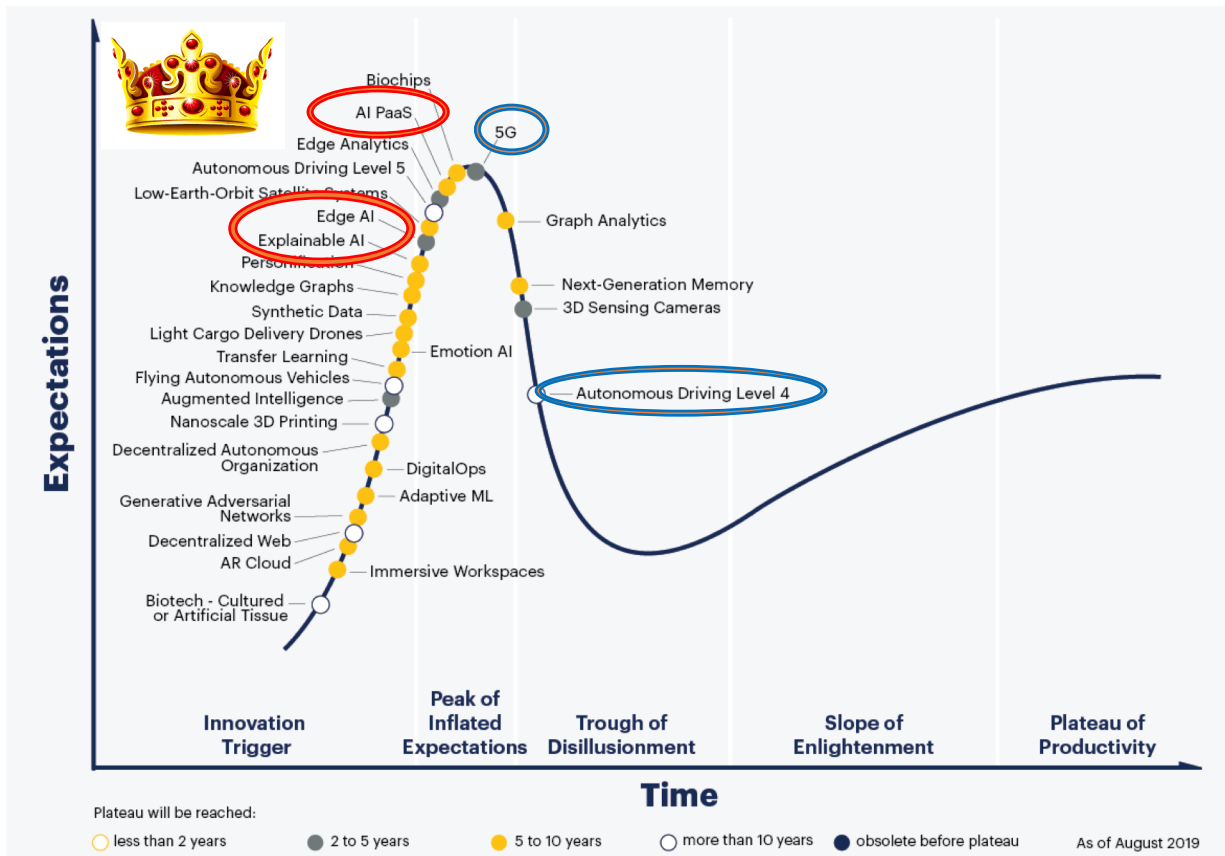 Biochips
AI PaaS
5G
Edge Analytics
Autonomous Driving Level 5
Low-Earth-Orbit Satellite Systems
Edge AI
Graph Analytics
Explainable AI
Personification
Knowledge Graphs
Next-Generation Memory
Synthetic Data
3D Sensing Cameras
Light Cargo Delivery Drones
Emotion AI
Transfer Learning
Flying Autonomous Vehicles
Autonomous Driving Level 4
Augmented Intelligence
Nanoscale 3D Printing
Decentralized Autonomous
Organization
DigitalOps
Adaptive ML
Generative Adversarial
Networks
Decentralized Web
AR Cloud
Immersive Workspaces
Biotech - Cultured
or Artificial Tissue
Expectations
Innovation
Trigger
Peak of
Inflated
Expectations
Trough of
Disillusionment
Slope of
Enlightenment
Plateau of
Productivity
Time
Plateau will be reached:
less than 2 years
2 to 5 years
5 to 10 years
more than 10 years
obsolete before plateau
As of August 2019